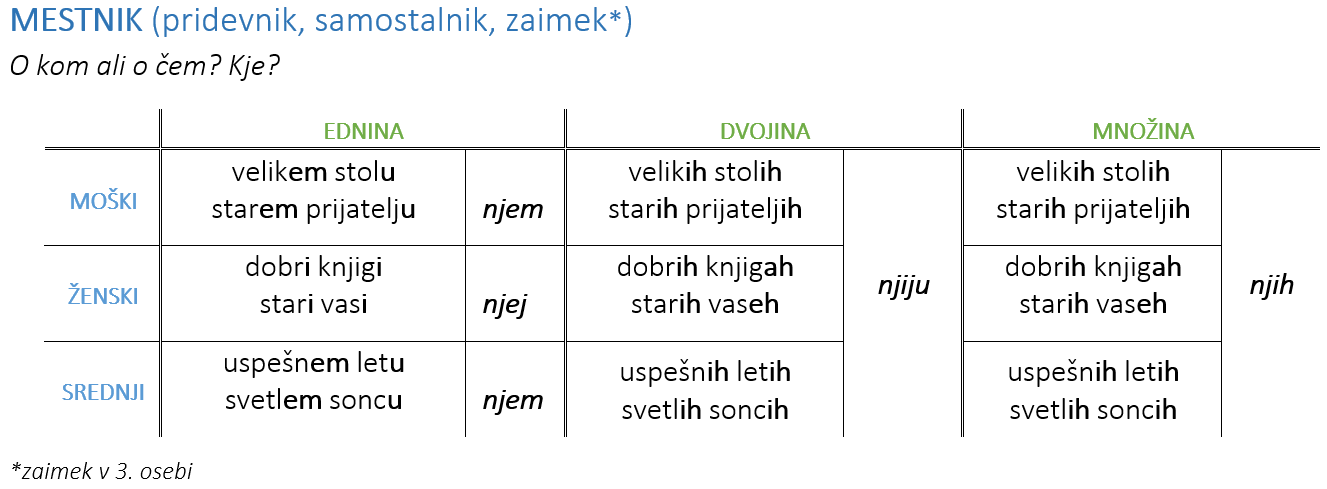 MESTNIK (pridevnik, samostalnik, zaimek*)
O kom ali o čem? Kje?
EDNINA DVOJINA MNOŽINA
MOŠKI
velikem stolu
starem prijatelju
njem
velikih stolih
starih prijateljih
velikih stolih
starih prijateljih
ŽENSKI
dobri knjigi
stari vasi
njej
dobrih knjigah
starih vaseh
njiju
dobrih knjigah
starih vaseh
njih
SREDNJI
uspešnem letu
svetlem soncu
njem
uspešnih letih
svetlih soncih
uspešnih letih
svetlih soncih
*zaimek v 3. osebi